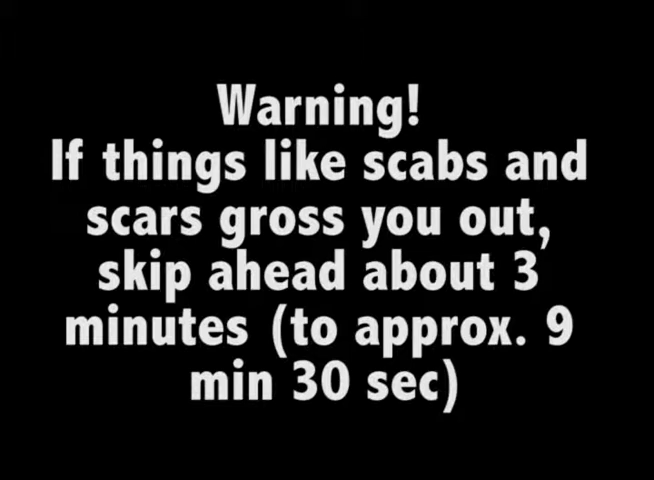 Warning!
If things like scabs and
scars gross you out,
skip ahead about 3
minutes (to approx. 9
min 30 sec)